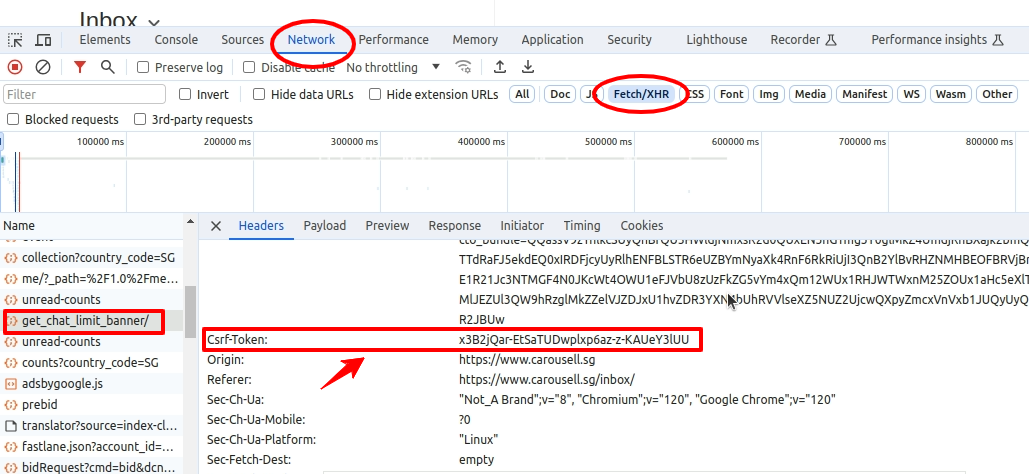 Inbox
Elements Console Sources Network Performance Memory Application Security Lighthouse Recorder Performance insights
Preserve log Disable cache No throttling
Filter Invert Hide data URLs Hide extension URLs All Doc JS Fetch/XHR CSS Font Img Media Manifest WS Wasm Other
Blocked requests 3rd-party requests
100000 ms 200000 ms 300000 ms 400000 ms 500000 ms 600000 ms 700000 ms 800000 ms
Name
collection?country_code=SG
me/?_path=%2F1.0%2Fme...
unread-counts
get_chat_limit_banner/
unread-counts
counts?country_code=SG
adsbygoogle.js
prebid
translator?source=index-cl...
fastlane.json?account_id=...
bidRequest?cmd=bid&dcn...
Headers Payload Preview Response Initiator Timing Cookies
R2JBUw
Csrf-Token: x3B2jQar-EtSaTUDwplxp6az-z-KAUeY3lUU
Origin: https://www.carousell.sg
Referer: https://www.carousell.sg/inbox/
Sec-Ch-Ua: "Not_A Brand";v="8", "Chromium";v="120", "Google Chrome";v="120"
Sec-Ch-Ua-Mobile: ?0
Sec-Ch-Ua-Platform: "Linux"
Sec-Fetch-Dest: empty